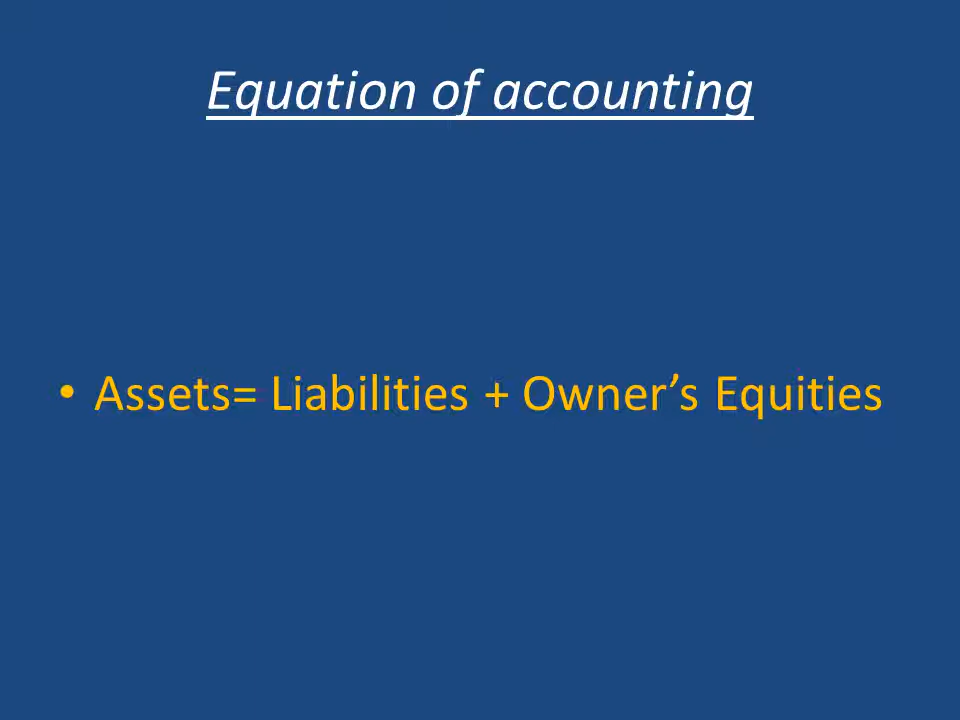 Equation of accounting
• Assets= Liabilities + Owner’s Equities